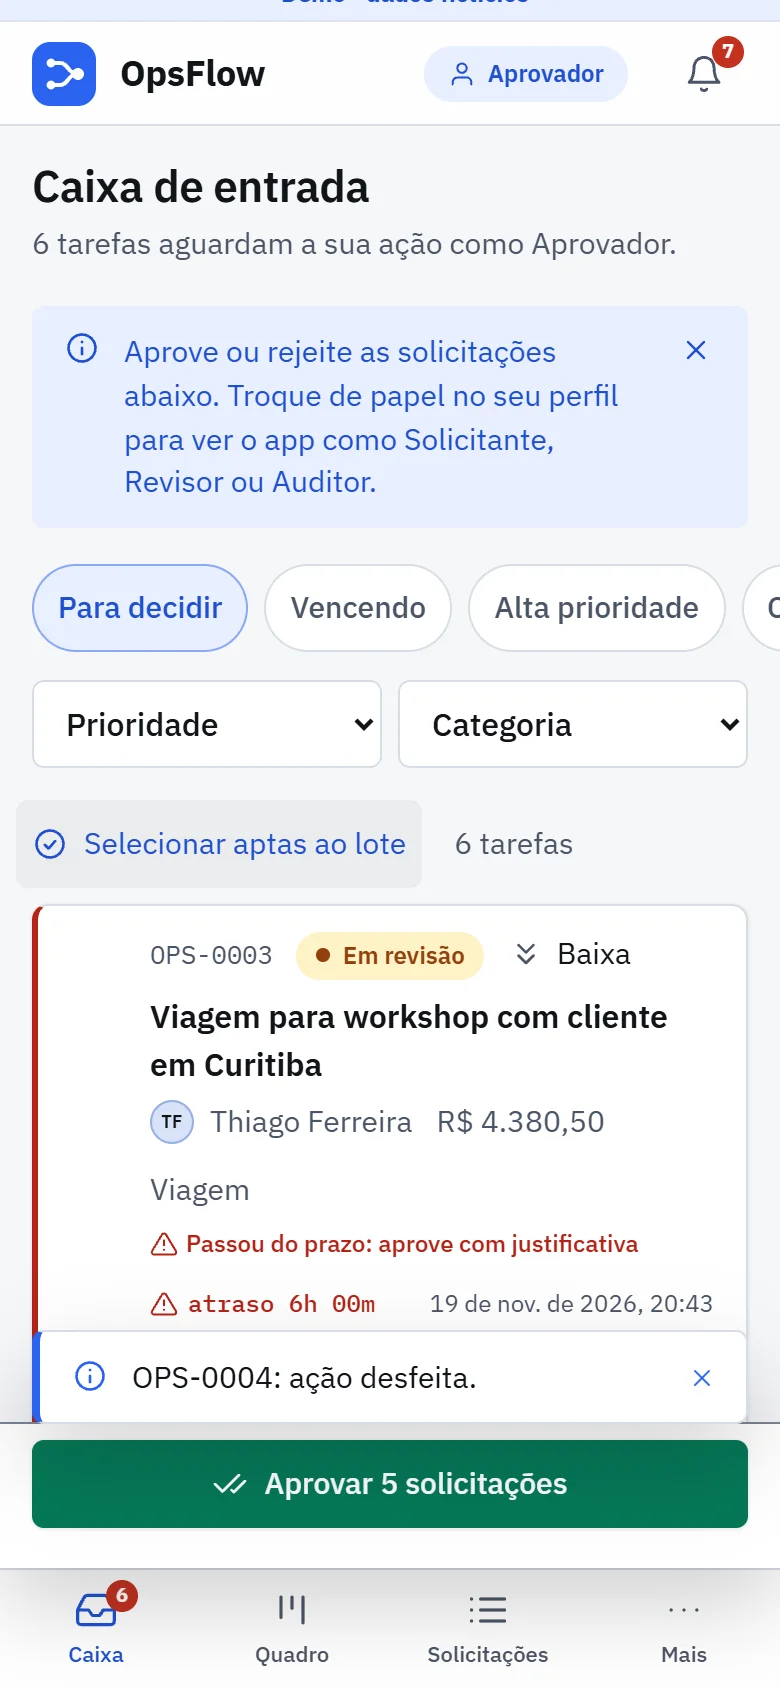 OpsFlow
Aprovador
7
Caixa de entrada
6 tarefas aguardam a sua ação como Aprovador.
Aprove ou rejeite as solicitações
abaixo. Troque de papel no seu perfil
para ver o app como Solicitante,
Revisor ou Auditor.
Para decidir
Vencendo
Alta prioridade
Prioridade
Categoria
Selecionar aptas ao lote
6 tarefas
OPS-0003
Em revisão
Baixa
Viagem para workshop com cliente
em Curitiba
TF
Thiago Ferreira
R$ 4.380,50
Viagem
Passou do prazo: aprove com justificativa
atraso 6h 00m
19 de nov. de 2026, 20:43
OPS-0004: ação desfeita.
Aprovar 5 solicitações
6
Caixa
Quadro
Solicitações
Mais